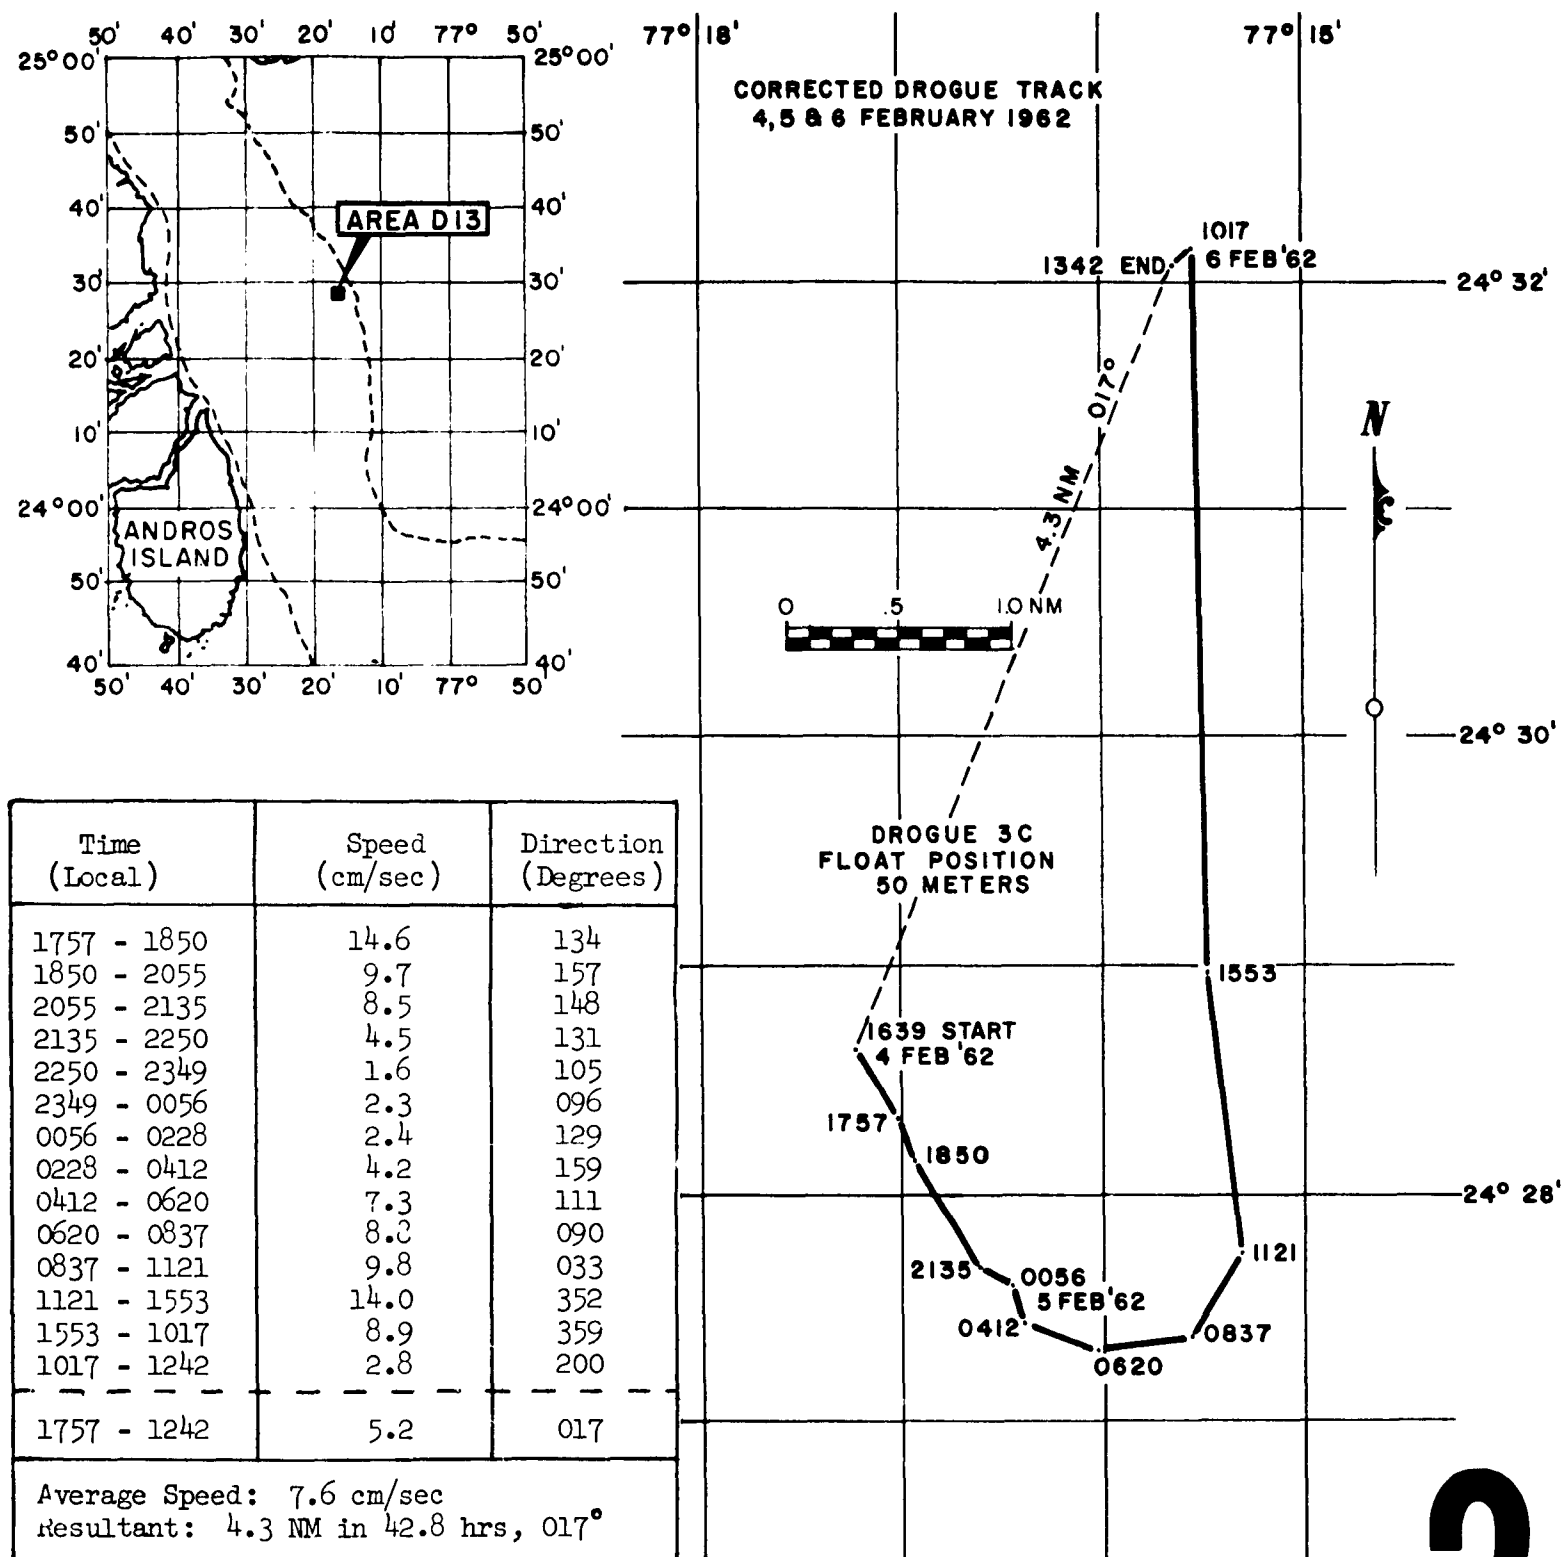 50' 40' 30' 20' 10' 77° 50'
25°00' 25°00'
50' 50'
40' 40'
AREA D13
30' 30'
20' 20'
10' 10'
24°00' 24°00'
ANDROS
ISLAND
50' 50'
40' 40'
50' 40' 30' 20' 10' 77° 50'
77° 18' 77° 15'
CORRECTED DROGUE TRACK
4, 5 & 6 FEBRUARY 1962
1017
6 FEB '62
1342 END
24° 32'
017°
4.3 NM
N
0 .5 1.0 NM
24° 30'
DROGUE 3C
FLOAT POSITION
50 METERS
1553
1639 START
4 FEB '62
1757
1850
24° 28'
1121
2135
0056
5 FEB '62
0412
0837
0620
Time Speed Direction
(Local) (cm/sec) (Degrees)
1757 - 1850 14.6 134
1850 - 2055 9.7 157
2055 - 2135 8.5 148
2135 - 2250 4.5 131
2250 - 2349 1.6 105
2349 - 0056 2.3 096
0056 - 0228 2.4 129
0228 - 0412 4.2 159
0412 - 0620 7.3 111
0620 - 0837 090
0837 - 1121 9.8 033
1121 - 1553 14.0 352
1553 - 1017 8.9 359
1017 - 1242 2.8 200
1757 - 1242 5.2 017
Average Speed: 7.6 cm/sec
Resultant: 4.3 NM in 42.8 hrs, 017°